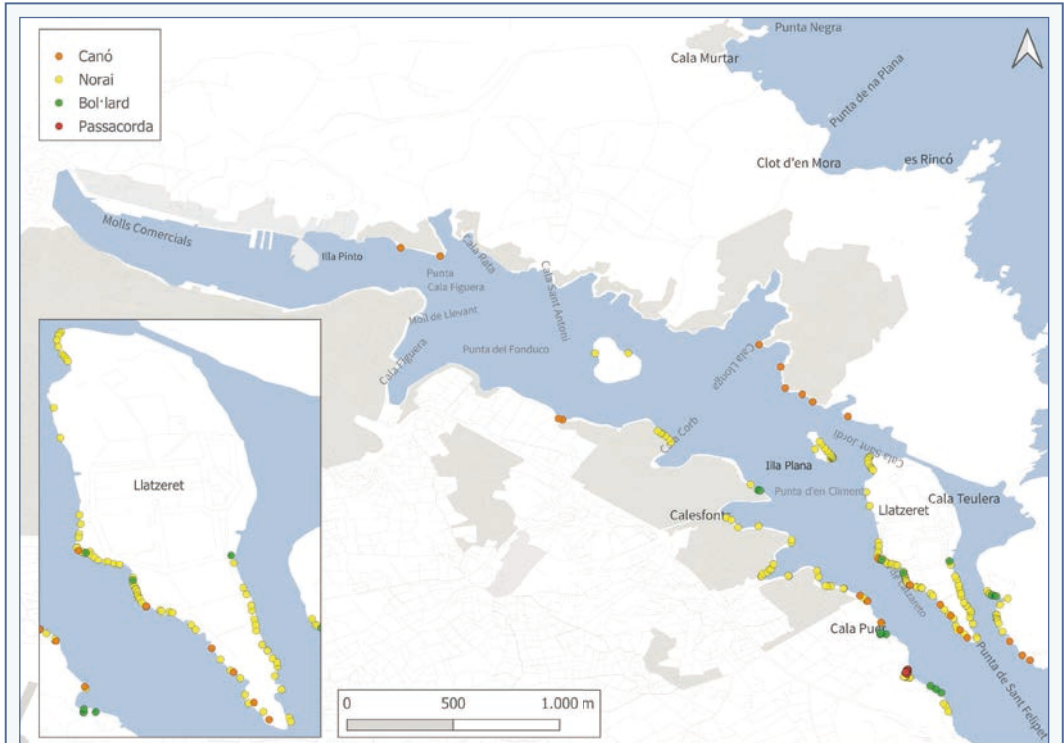 Canó
Norai
Bol·lard
Passacorda
Punta Negra
Cala Murtar
Punta de na Plana
Clot d'en Mora
es Rincó
Molls Comercials
Illa Pinto
Cala Rata
Punta
Cala Figuera
Cala Sant Antoni
Moll de Llevant
Punta del Fonduco
Cala Figuera
Cala Llonga
Cala Corb
Cala Sant Jordi
Illa Plana
Punta d'en Climent
Cala Teulera
Calesfonts
Llatzeret
Llatzeret
Cala Puer
Punta de Sant Felipet
0 500 1.000 m